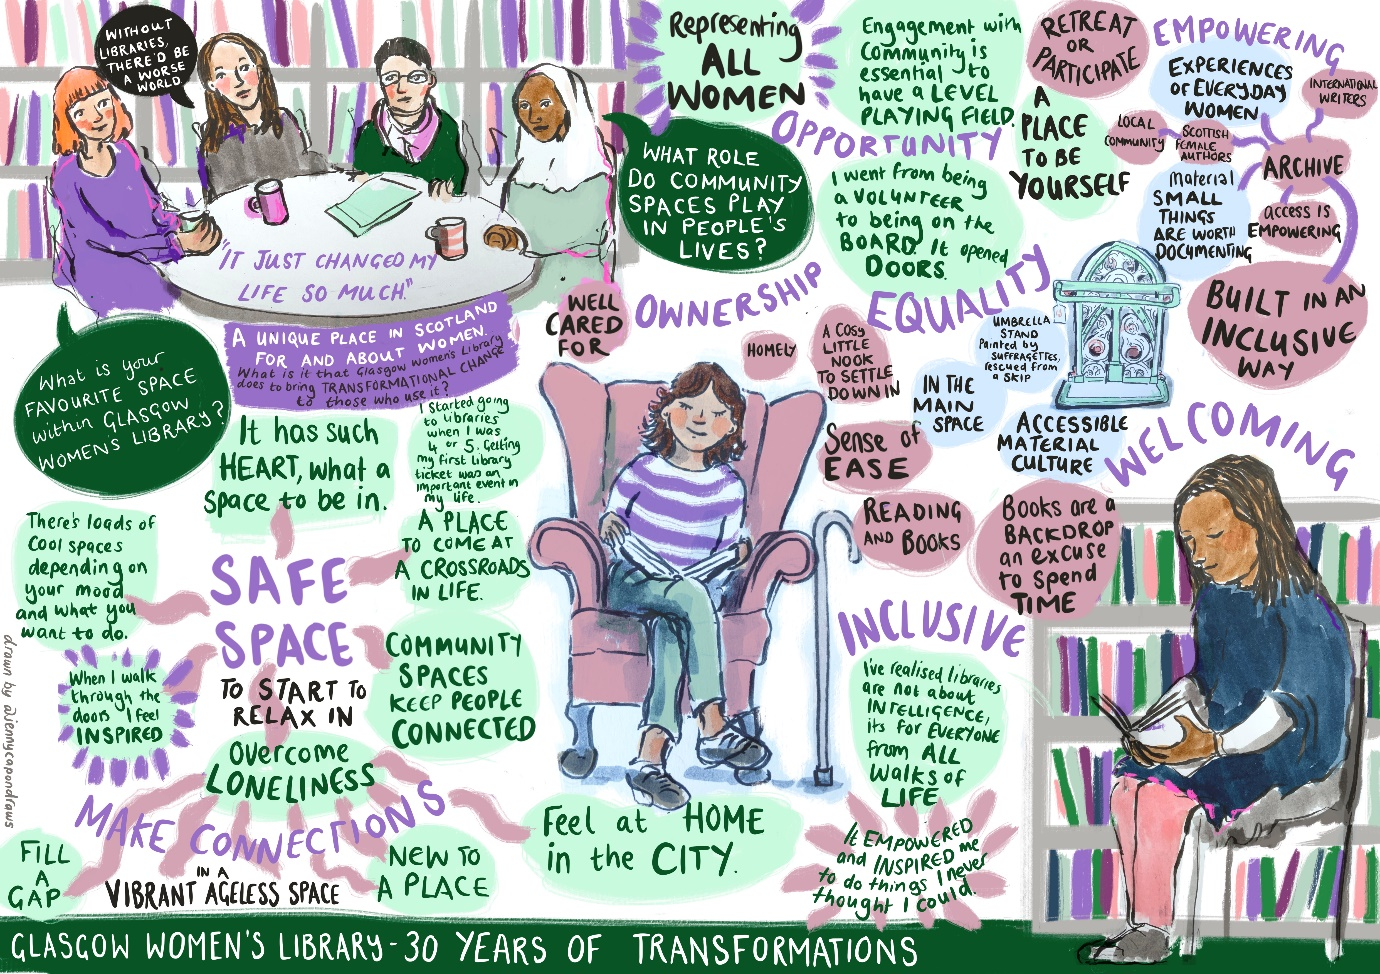 WITHOUT
LIBRARIES,
THERE'D BE
A WORSE
WORLD
"IT JUST CHANGED MY
LIFE SO MUCH."
A UNIQUE PLACE IN SCOTLAND
FOR AND ABOUT WOMEN.
What is it that Glasgow Women's Library
does to bring TRANSFORMATIONAL CHANGE
to those who use it?
What is your
FAVOURITE SPACE
within GLASGOW
WOMEN'S LIBRARY?
It has such
HEART, what a
space to be in.
I started going
to libraries
when I was
4 or 5. Getting
my first library
ticket was an
important event in
my life.
There's loads of
Cool spaces
depending on
your mood
and what you
want to do.
SAFE
SPACE
TO START TO
RELAX IN
A PLACE
TO COME AT
A CROSSROADS
IN LIFE.
COMMUNITY
SPACES
KEEP PEOPLE
CONNECTED
When I walk
through the
doors I feel
INSPIRED
Overcome
LONELINESS
MAKE CONNECTIONS
IN A
VIBRANT AGELESS SPACE
FILL
A
GAP
NEW TO
A PLACE
Representing
ALL
WOMEN
WHAT ROLE
DO COMMUNITY
SPACES PLAY
IN PEOPLE'S
LIVES?
Engagement with
Community is
essential to
have a LEVEL
PLAYING FIELD.
OPPORTUNITY
I went from being
a VOLUNTEER
to being on the
BOARD. It opened
DOORS.
RETREAT
OR
PARTICIPATE
A
PLACE
TO BE
YOURSELF
EMPOWERING
EXPERIENCES
OF EVERYDAY
WOMEN
INTERNATIONAL
WRITERS
LOCAL
COMMUNITY
SCOTTISH
FEMALE
AUTHORS
ARCHIVE
Material
SMALL
THINGS
ARE WORTH
DOCUMENTING
access IS
EMPOWERING
BUILT IN AN
INCLUSIVE
WAY
WELL
CARED
FOR
OWNERSHIP
HOMELY
EQUALITY
A COSY
LITTLE
NOOK
TO SETTLE
DOWN IN
UMBRELLA
STAND
Painted by
SUFFRAGETTES,
rescued from
a SKIP
IN THE
MAIN
SPACE
ACCESSIBLE
MATERIAL
CULTURE
Sense of
EASE
WELCOMING
READING
AND BOOKS
Books are a
BACKDROP
an excuse
to spend
TIME
INCLUSIVE
I've realised libraries
are not about
INTELLIGENCE,
its for EVERYONE
from ALL
Walks of
LIFE
Feel at HOME
in the CITY.
It EMPOWERED
and INSPIRED me
to do things I never
thought I could.
drawn by @jennycapondraws
GLASGOW WOMEN'S LIBRARY - 30 YEARS OF TRANSFORMATIONS